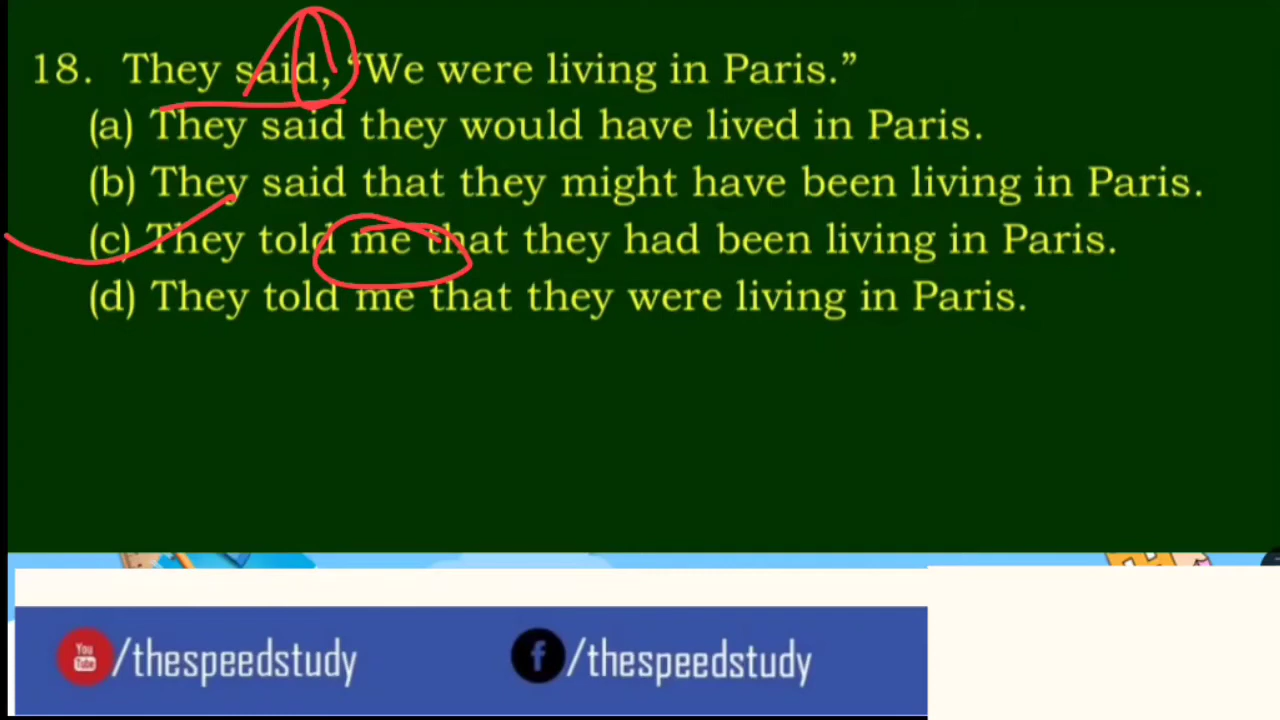 18. They said, “We were living in Paris.”
(a) They said they would have lived in Paris.
(b) They said that they might have been living in Paris.
(c) They told me that they had been living in Paris.
(d) They told me that they were living in Paris.
You Tube /thespeedstudy
f /thespeedstudy